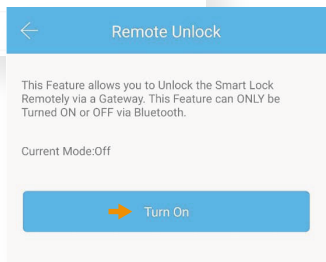 Remote Unlock
This Feature allows you to Unlock the Smart Lock
Remotely via a Gateway. This Feature can ONLY be
Turned ON or OFF via Bluetooth.
Current Mode:Off
Turn On